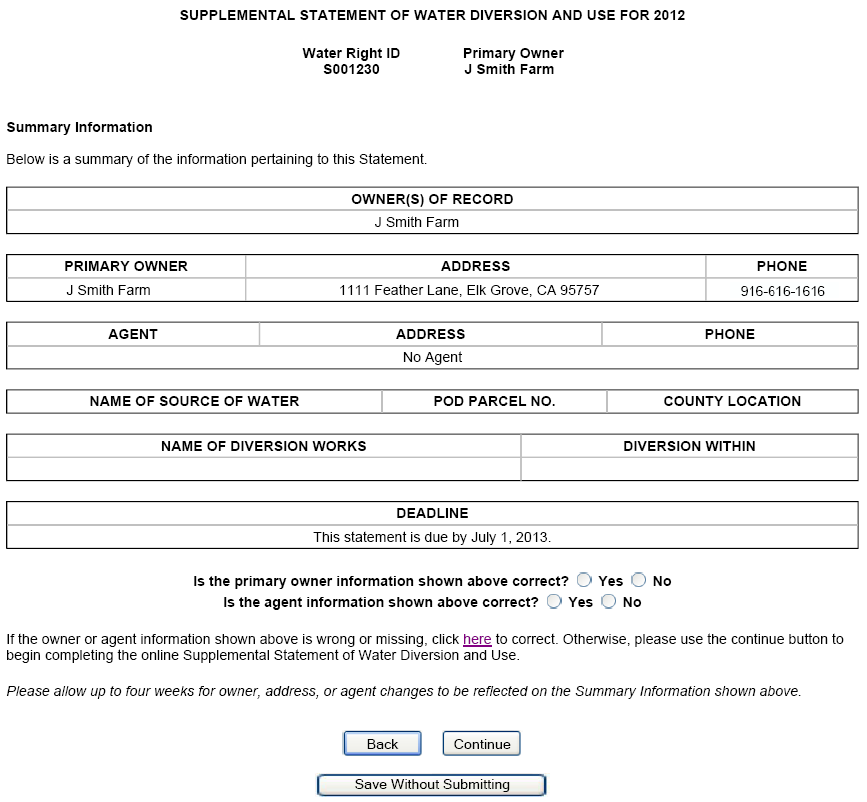 SUPPLEMENTAL STATEMENT OF WATER DIVERSION AND USE FOR 2012
Water Right ID Primary Owner
S001230 J Smith Farm
Summary Information
Below is a summary of the information pertaining to this Statement.
OWNER(S) OF RECORD
J Smith Farm
PRIMARY OWNER ADDRESS PHONE
J Smith Farm 1111 Feather Lane, Elk Grove, CA 95757 916-616-1616
AGENT ADDRESS PHONE
No Agent
NAME OF SOURCE OF WATER POD PARCEL NO. COUNTY LOCATION
NAME OF DIVERSION WORKS DIVERSION WITHIN
DEADLINE
This statement is due by July 1, 2013.
Is the primary owner information shown above correct? Yes No
Is the agent information shown above correct? Yes No
If the owner or agent information shown above is wrong or missing, click here to correct. Otherwise, please use the continue button to
begin completing the online Supplemental Statement of Water Diversion and Use.
Please allow up to four weeks for owner, address, or agent changes to be reflected on the Summary Information shown above.
Back Continue
Save Without Submitting